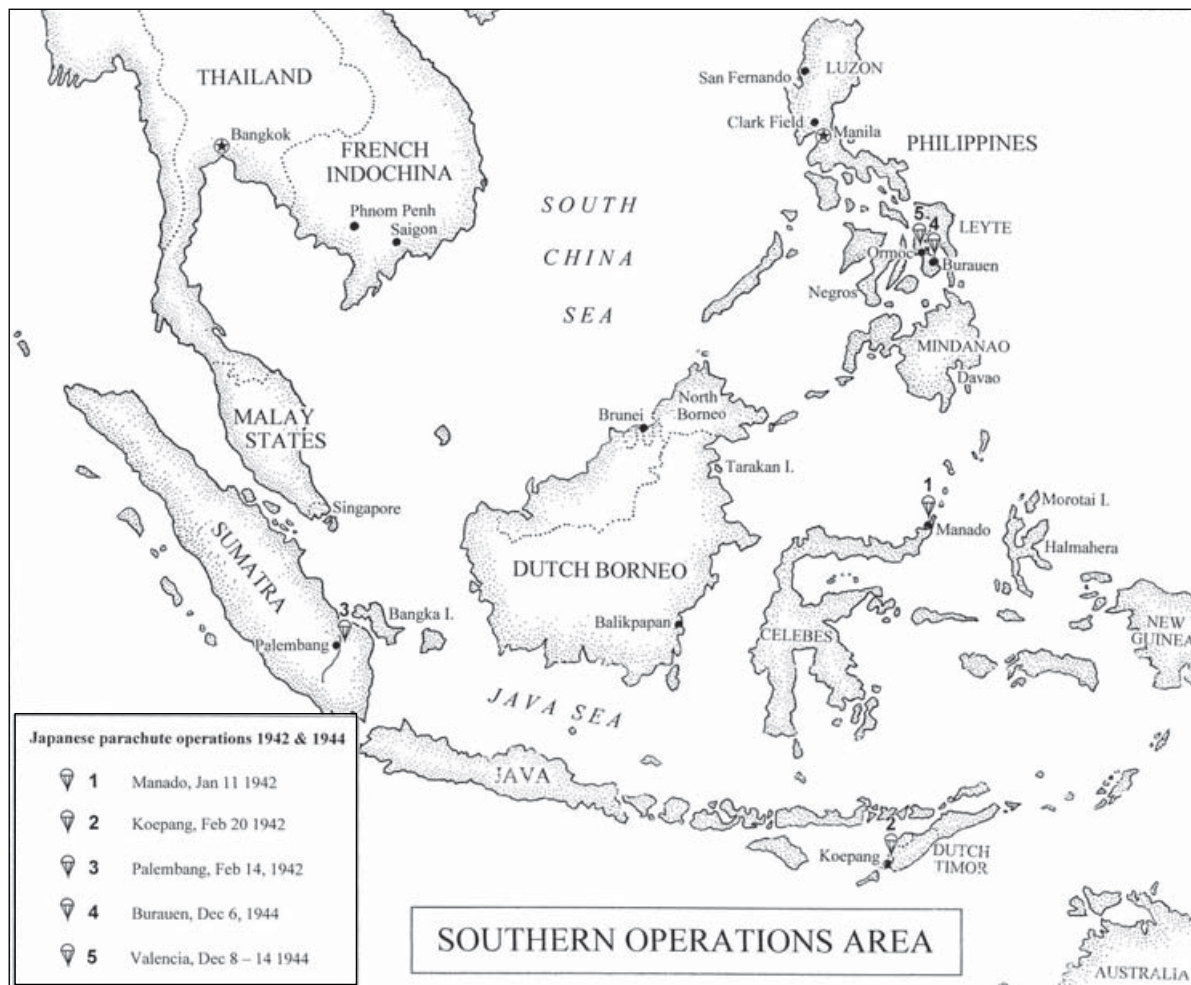 THAILAND
Bangkok
FRENCH
INDOCHINA
Phnom Penh
Saigon
SOUTH
CHINA
SEA
San Fernando
LUZON
Clark Field
Manila
PHILIPPINES
5
4
LEYTE
Ormoc
Burauen
Negros
MINDANAO
Davao
MALAY
STATES
Singapore
SUMATRA
Brunei
North
Borneo
Tarakan I.
DUTCH BORNEO
Balikpapan
1
Manado
Morotai I.
Halmahera
CELEBES
NEW
GUINEA
3
Bangka I.
Palembang
JAVA SEA
JAVA
2
Koepang
DUTCH
TIMOR
AUSTRALIA
Japanese parachute operations 1942 & 1944
1 Manado, Jan 11 1942
2 Koepang, Feb 20 1942
3 Palembang, Feb 14, 1942
4 Burauen, Dec 6, 1944
5 Valencia, Dec 8 – 14 1944
SOUTHERN OPERATIONS AREA